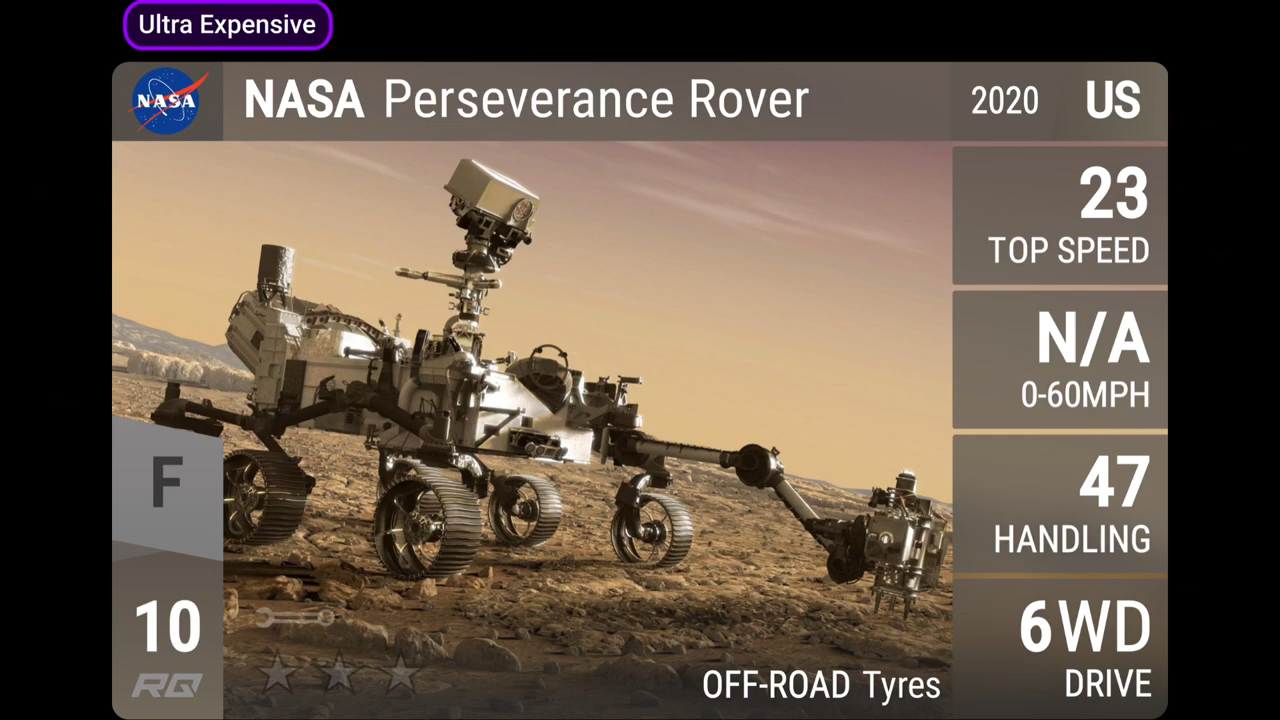 Ultra Expensive
NASA
NASA Perseverance Rover
2020
US
23
TOP SPEED
N/A
0-60MPH
47
HANDLING
6WD
DRIVE
F
10
RQ
OFF-ROAD Tyres